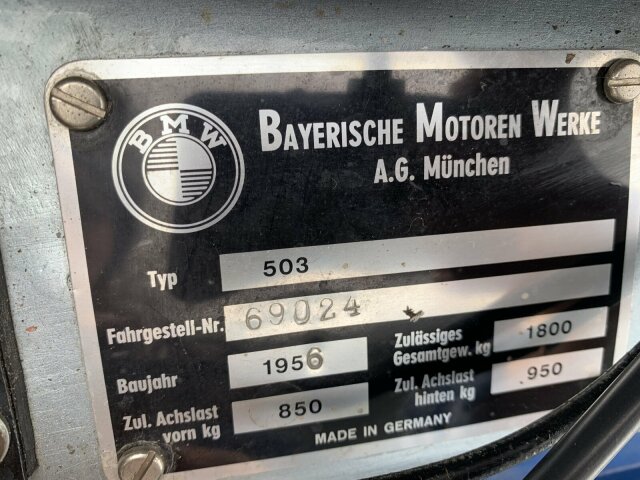 BMW
BAYERISCHE MOTOREN WERKE
A.G. München
Typ 503
Fahrgestell-Nr. 69024
Baujahr 1956
Zulässiges Gesamtgew. kg 1800
Zul. Achslast vorn kg 850
Zul. Achslast hinten kg 950
MADE IN GERMANY